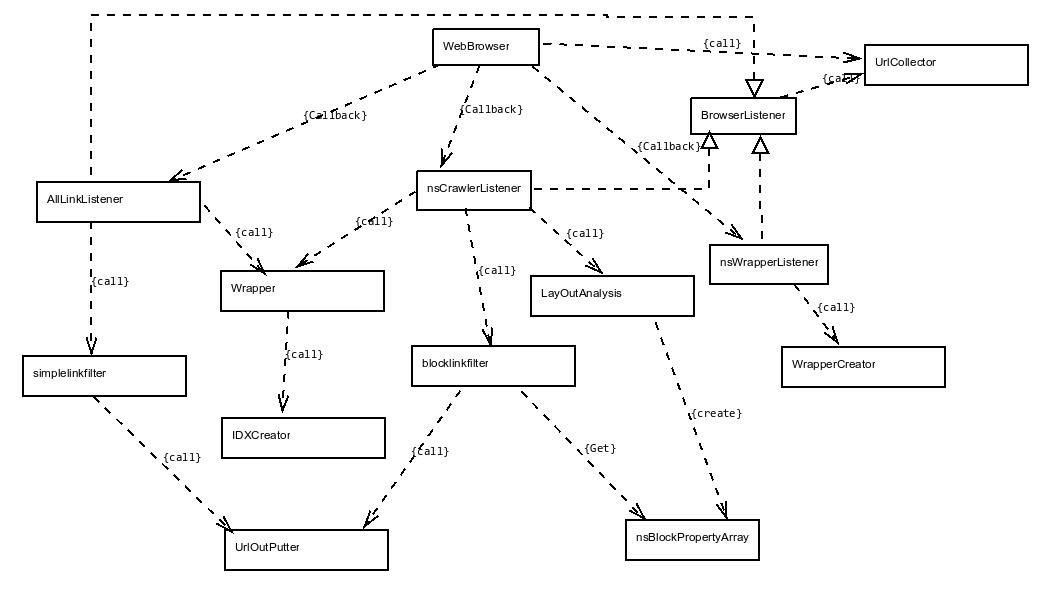 WebBrowser
{call}
UrlCollector
{call}
BrowserListener
{Callback}
{Callback}
{Callback}
AllLinkListener
nsCrawlerListener
{call}
{call}
{call}
nsWrapperListener
{call}
Wrapper
{call}
LayOutAnalysis
{call}
{call}
simplelinkfilter
blocklinkfilter
WrapperCreator
{create}
IDXCreator
{call}
{call}
{Get}
UrlOutPutter
nsBlockPropertyArray